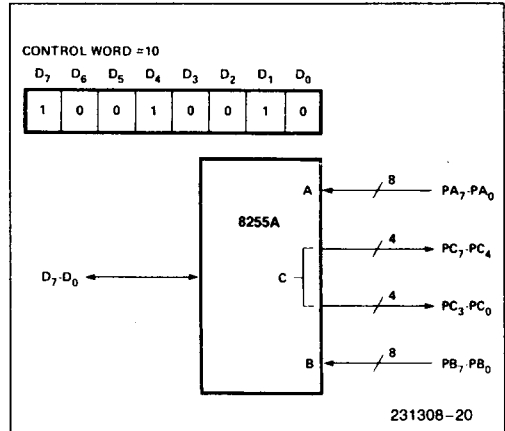 CONTROL WORD #10
D7 D6 D5 D4 D3 D2 D1 D0
1 0 0 1 0 0 1 0
8255A
A
8
PA7-PA0
4
PC7-PC4
D7-D0
C
4
PC3-PC0
B
8
PB7-PB0
231308-20